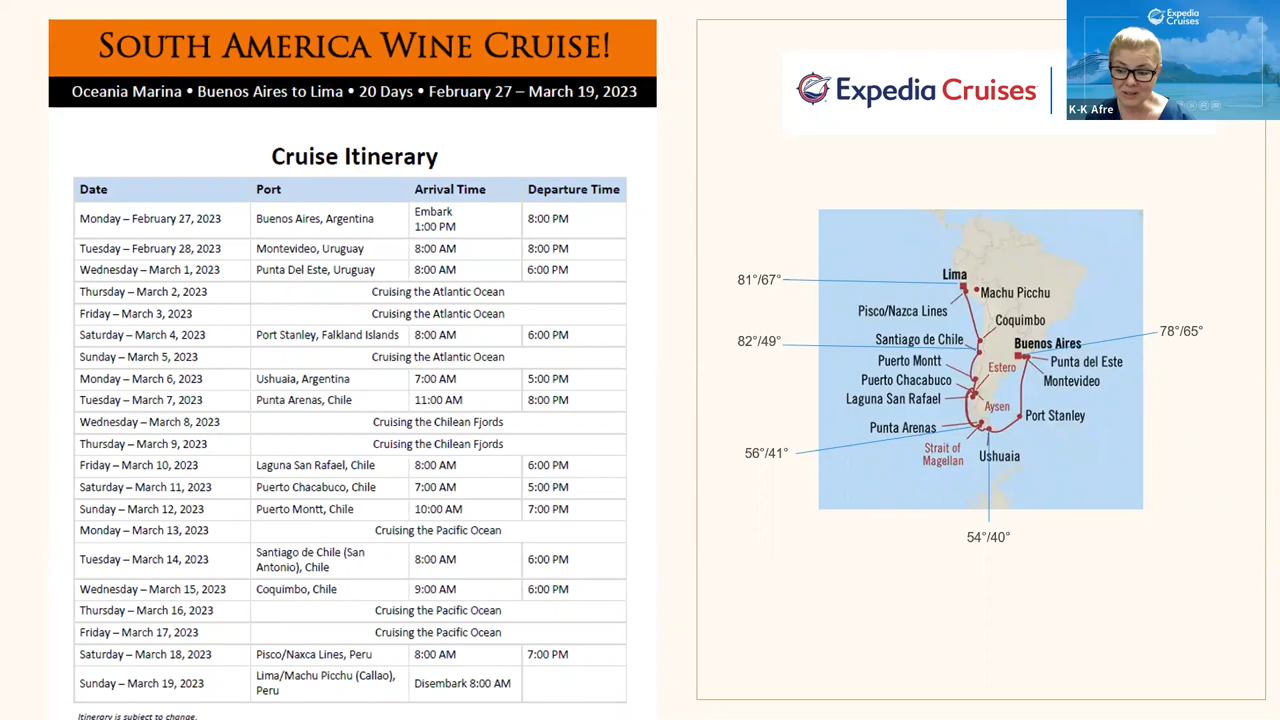 SOUTH AMERICA WINE CRUISE!
Oceania Marina • Buenos Aires to Lima • 20 Days • February 27 – March 19, 2023
Cruise Itinerary
Date Port Arrival Time Departure Time
Monday – February 27, 2023 Buenos Aires, Argentina Embark 1:00 PM 8:00 PM
Tuesday – February 28, 2023 Montevideo, Uruguay 8:00 AM 8:00 PM
Wednesday – March 1, 2023 Punta Del Este, Uruguay 8:00 AM 6:00 PM
Thursday – March 2, 2023 Cruising the Atlantic Ocean
Friday – March 3, 2023 Cruising the Atlantic Ocean
Saturday – March 4, 2023 Port Stanley, Falkland Islands 8:00 AM 6:00 PM
Sunday – March 5, 2023 Cruising the Atlantic Ocean
Monday – March 6, 2023 Ushuaia, Argentina 7:00 AM 5:00 PM
Tuesday – March 7, 2023 Punta Arenas, Chile 11:00 AM 8:00 PM
Wednesday – March 8, 2023 Cruising the Chilean Fjords
Thursday – March 9, 2023 Cruising the Chilean Fjords
Friday – March 10, 2023 Laguna San Rafael, Chile 8:00 AM 6:00 PM
Saturday – March 11, 2023 Puerto Chacabuco, Chile 7:00 AM 5:00 PM
Sunday – March 12, 2023 Puerto Montt, Chile 10:00 AM 7:00 PM
Monday – March 13, 2023 Cruising the Pacific Ocean
Tuesday – March 14, 2023 Santiago de Chile (San Antonio), Chile 8:00 AM 6:00 PM
Wednesday – March 15, 2023 Coquimbo, Chile 9:00 AM 6:00 PM
Thursday – March 16, 2023 Cruising the Pacific Ocean
Friday – March 17, 2023 Cruising the Pacific Ocean
Saturday – March 18, 2023 Pisco/Naxca Lines, Peru 8:00 AM 7:00 PM
Sunday – March 19, 2023 Lima/Machu Picchu (Callao), Peru Disembark 8:00 AM
Itinerary is subject to change.
Expedia Cruises
Expedia
Cruises
K-K Afre
Lima
81°/67°
Machu Picchu
Pisco/Nazca Lines
Coquimbo
78°/65°
Santiago de Chile
82°/49°
Buenos Aires
Puerto Montt
Estero
Punta del Este
Puerto Chacabuco
Montevideo
Laguna San Rafael
Aysen
Port Stanley
Punta Arenas
56°/41°
Strait of
Magellan
Ushuaia
54°/40°